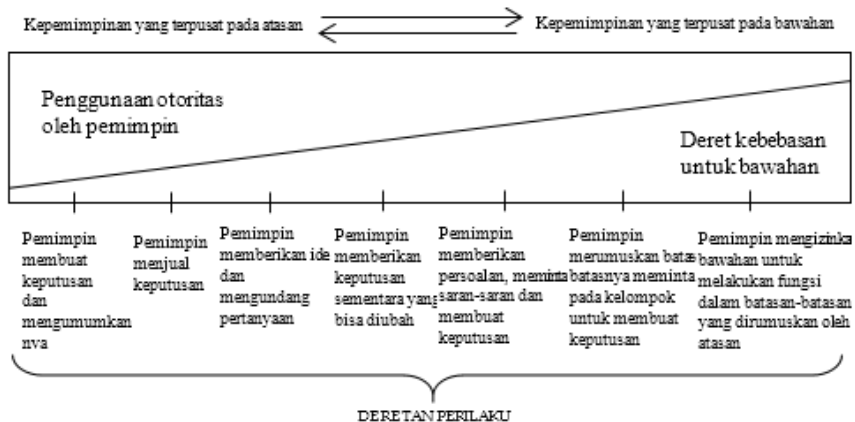 Kepemimpinan yang terpusat pada atasan
Kepemimpinan yang terpusat pada bawahan
Penggunaan otoritas
oleh pemimpin
Deret kebebasan
untuk bawahan
Pemimpin
membuat
keputusan
dan
mengumumkan
nya
Pemimpin
menjual
keputusan
Pemimpin
memberikan ide
dan
mengundang
pertanyaan
Pemimpin
memberikan
keputusan
sementara yang
bisa diubah
Pemimpin
memberikan
persoalan, meminta
saran-saran dan
membuat
keputusan
Pemimpin
merumuskan batas
batasnya meminta
pada kelompok
untuk membuat
keputusan
Pemimpin mengizinka
bawahan untuk
melakukan fungsi
dalam batasan-batasan
yang dirumuskan oleh
atasan
DERETAN PERILAKU